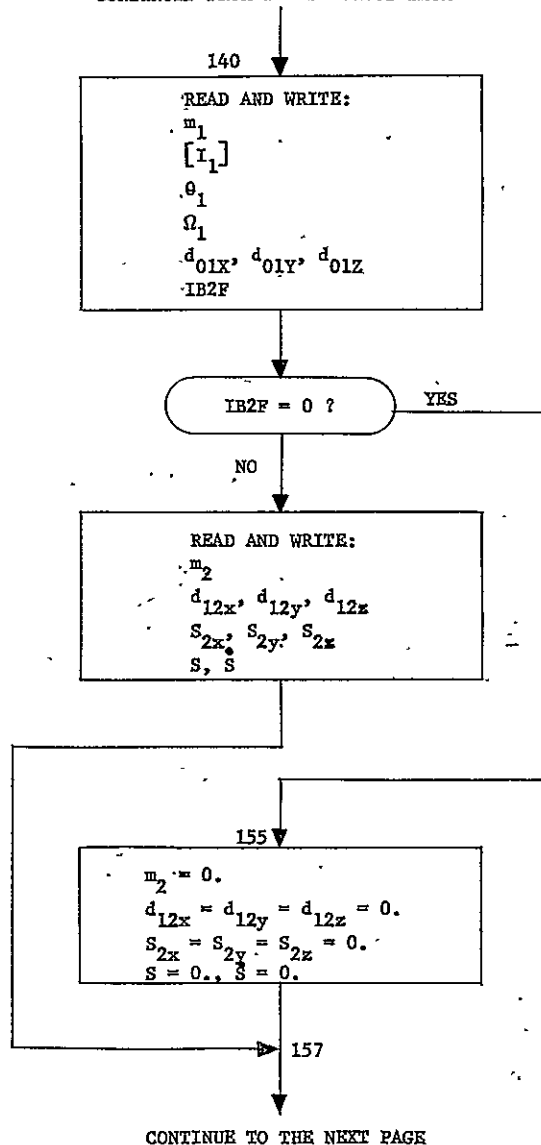 140
READ AND WRITE:
m₁
[I₁]
θ₁
Ω₁
d₀₁X, d₀₁Y, d₀₁Z
IB2F
IB2F = 0 ?
YES
NO
READ AND WRITE:
m₂
d₁₂x, d₁₂y, d₁₂z
S₂x, S₂y, S₂z
S, Ṡ
155
m₂ = 0.
d₁₂x = d₁₂y = d₁₂z = 0.
S₂x = S₂y = S₂z = 0.
S = 0., Ṡ = 0.
157
CONTINUE TO THE NEXT PAGE